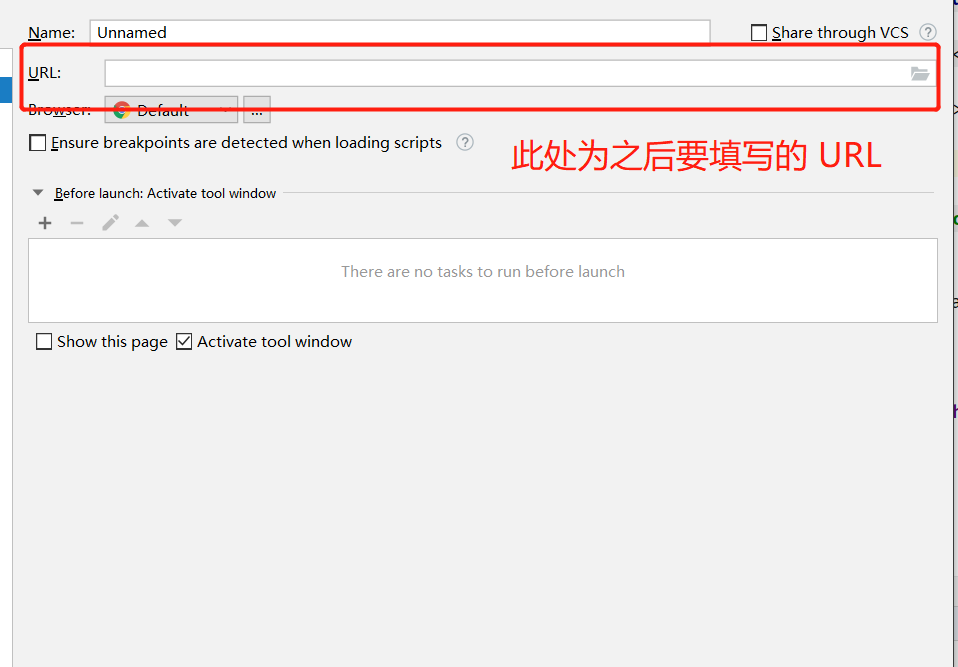 Name: Unnamed Share through VCS ?
URL:
Browser: Default ...
Ensure breakpoints are detected when loading scripts ?
此处为之后要填写的 URL
Before launch: Activate tool window
There are no tasks to run before launch
Show this page Activate tool window